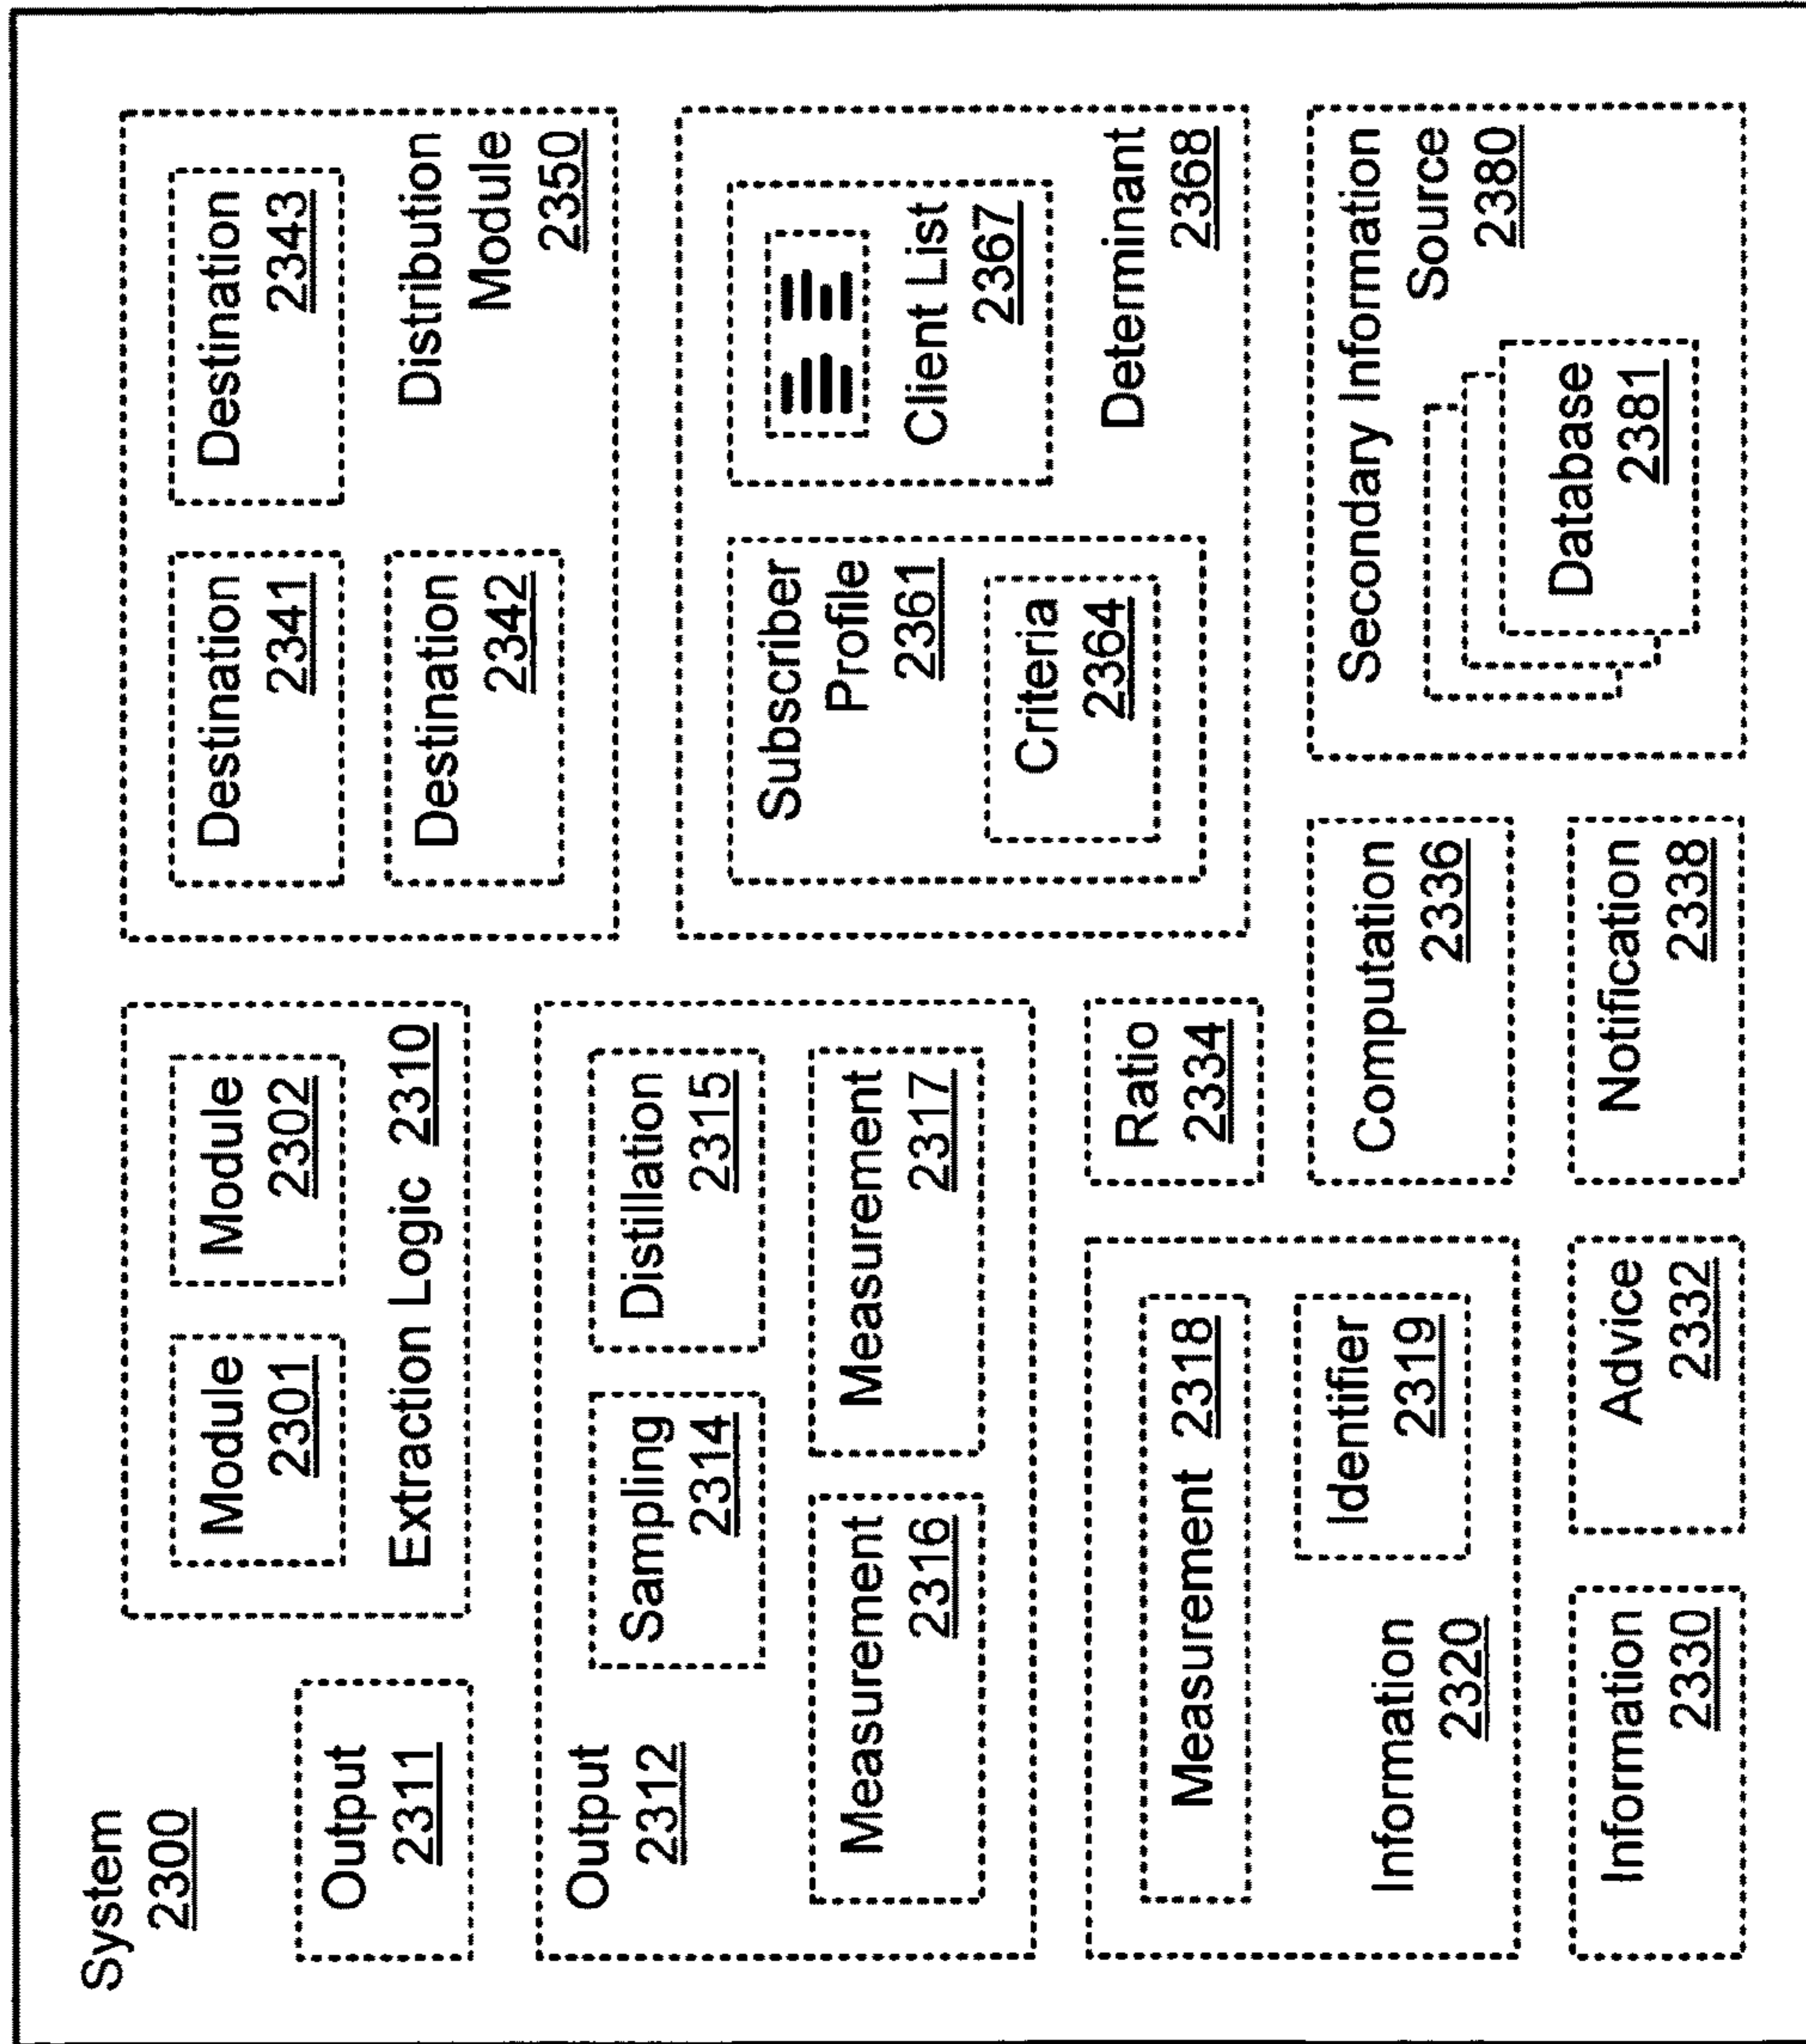 System
2300
Output
2311
Module
2301
Module
2302
Extraction Logic 2310
Output
2312
Sampling
2314
Distillation
2315
Measurement
2316
Measurement
2317
Measurement 2318
Identifier
2319
Information
2320
Ratio
2334
Information
2330
Advice
2332
Computation
2336
Notification
2338
Destination
2341
Destination
2343
Destination
2342
Distribution
Module
2350
Subscriber
Profile
2361
Criteria
2364
Client List
2367
Determinant
2368
Secondary Information
Source
2380
Database
2381